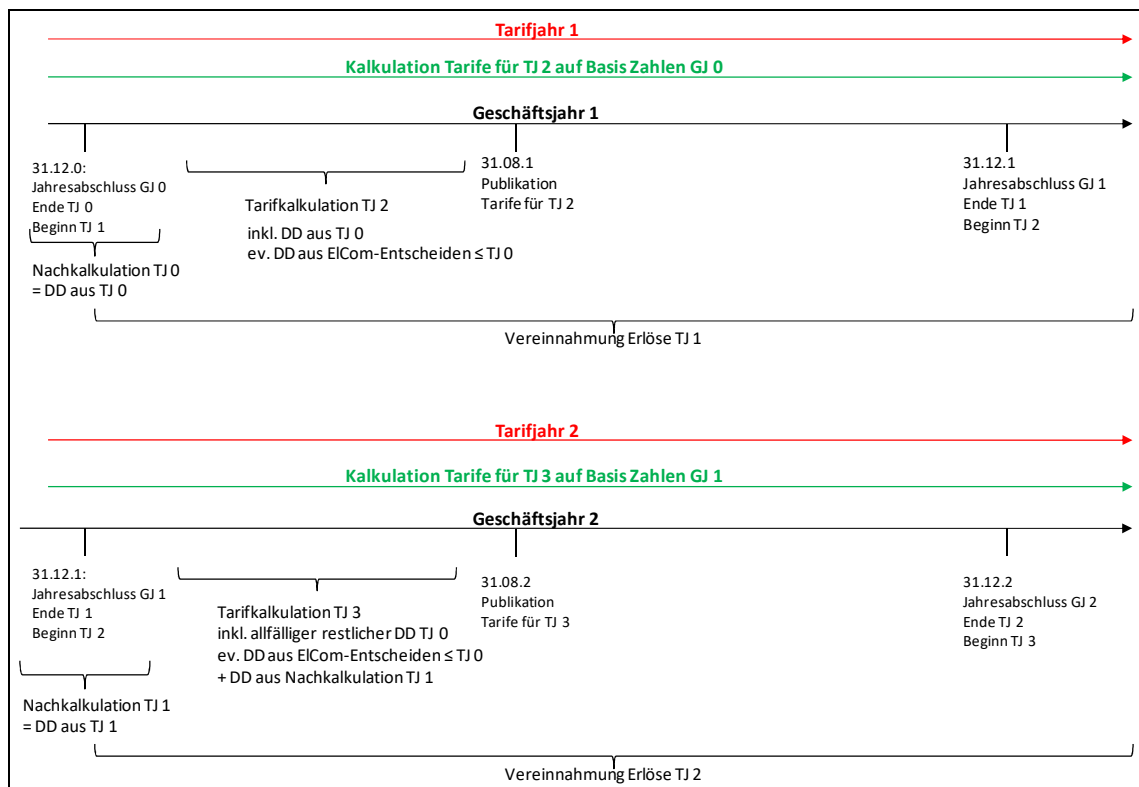 Tarifjahr 1
Kalkulation Tarife für TJ 2 auf Basis Zahlen GJ 0
Geschäftsjahr 1
31.12.0:
Jahresabschluss GJ 0
Ende TJ 0
Beginn TJ 1
Nachkalkulation TJ 0
= DD aus TJ 0
Tarifkalkulation TJ 2
inkl. DD aus TJ 0
ev. DD aus ElCom-Entscheiden ≤ TJ 0
31.08.1
Publikation
Tarife für TJ 2
31.12.1
Jahresabschluss GJ 1
Ende TJ 1
Beginn TJ 2
Vereinnahmung Erlöse TJ 1
Tarifjahr 2
Kalkulation Tarife für TJ 3 auf Basis Zahlen GJ 1
Geschäftsjahr 2
31.12.1:
Jahresabschluss GJ 1
Ende TJ 1
Beginn TJ 2
Nachkalkulation TJ 1
= DD aus TJ 1
Tarifkalkulation TJ 3
inkl. allfälliger restlicher DD TJ 0
ev. DD aus ElCom-Entscheiden ≤ TJ 0
+ DD aus Nachkalkulation TJ 1
31.08.2
Publikation
Tarife für TJ 3
31.12.2
Jahresabschluss GJ 2
Ende TJ 2
Beginn TJ 3
Vereinnahmung Erlöse TJ 2